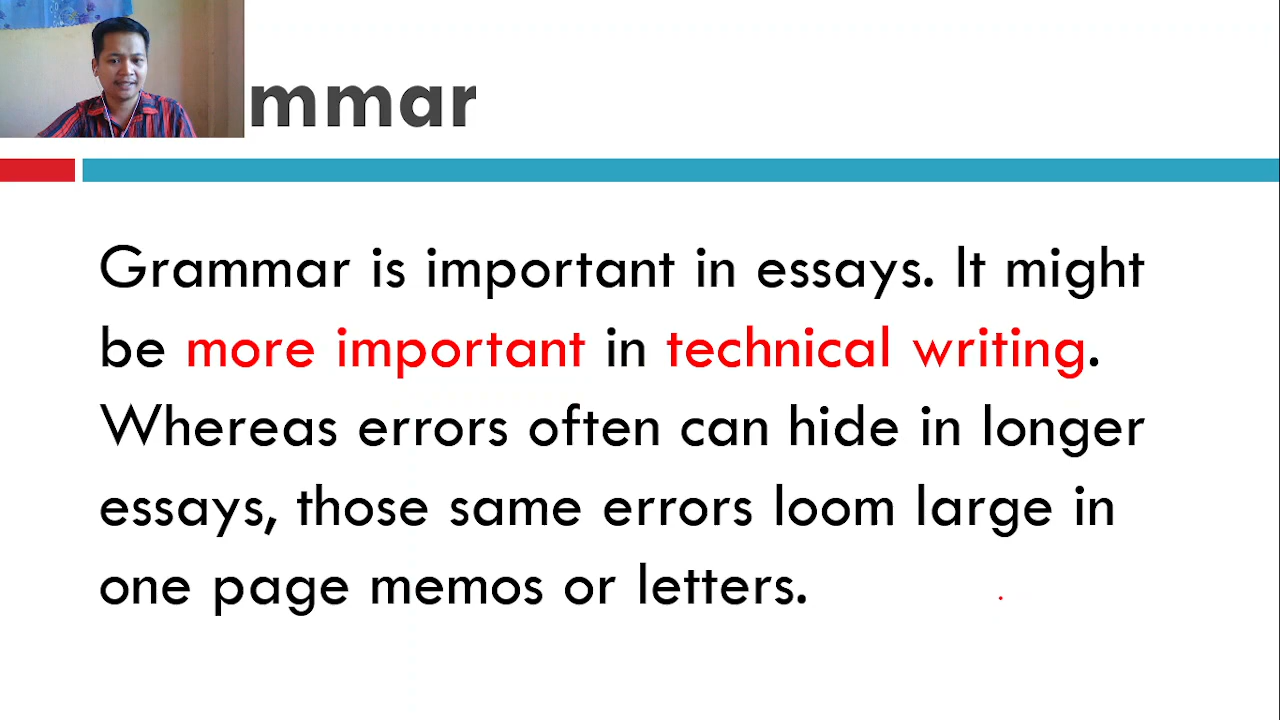 mmar
Grammar is important in essays. It might
be more important in technical writing.
Whereas errors often can hide in longer
essays, those same errors loom large in
one page memos or letters.